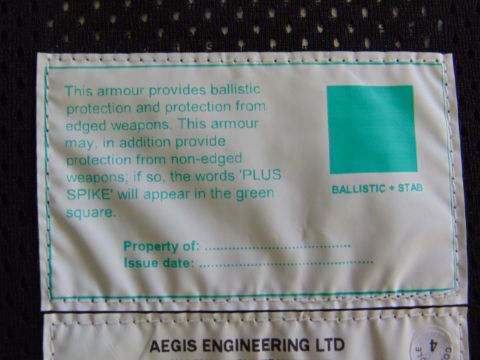 This armour provides ballistic
protection and protection from
edged weapons. This armour
may, in addition provide
protection from non-edged
weapons; if so, the words 'PLUS
SPIKE' will appear in the green
square.
BALLISTIC + STAB
Property of: ......................................
Issue date: .............................................
AEGIS ENGINEERING LTD
4